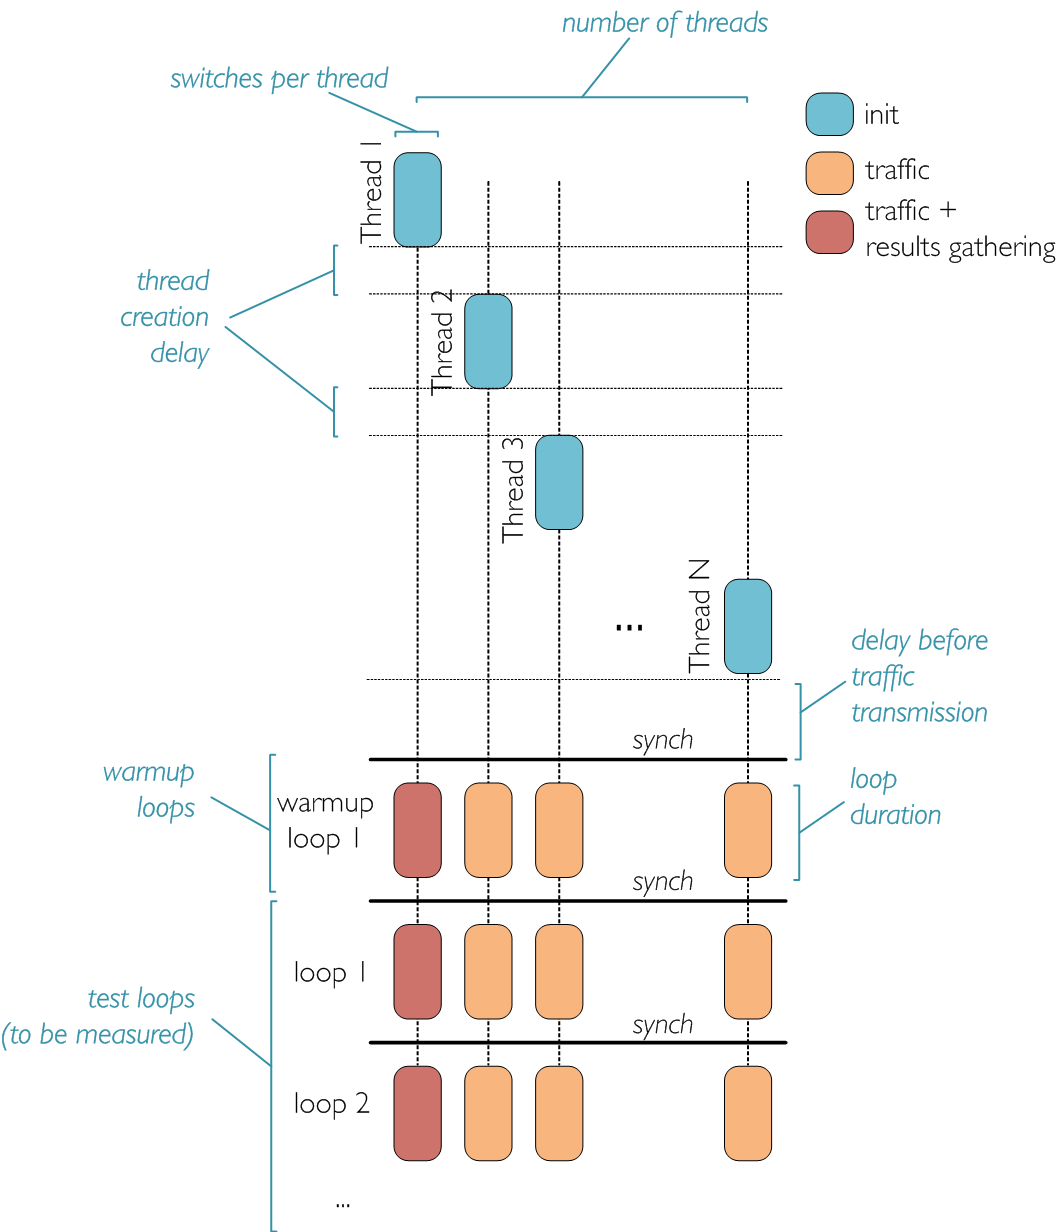 number of threads
switches per thread
init
traffic
traffic +
results gathering
Thread 1
thread
creation
delay
Thread 2
Thread 3
Thread N
...
delay before
traffic
transmission
synch
warmup
loops
warmup
loop 1
loop
duration
synch
loop 1
test loops
(to be measured)
synch
loop 2
...